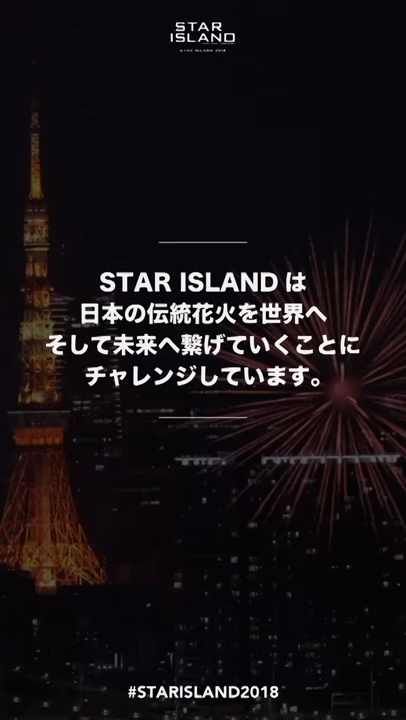 STAR
ISLAND
STAR ISLANDは
日本の伝統花火を世界へ
そして未来へ繋げていくことに
チャレンジしています。
#STARISLAND2018